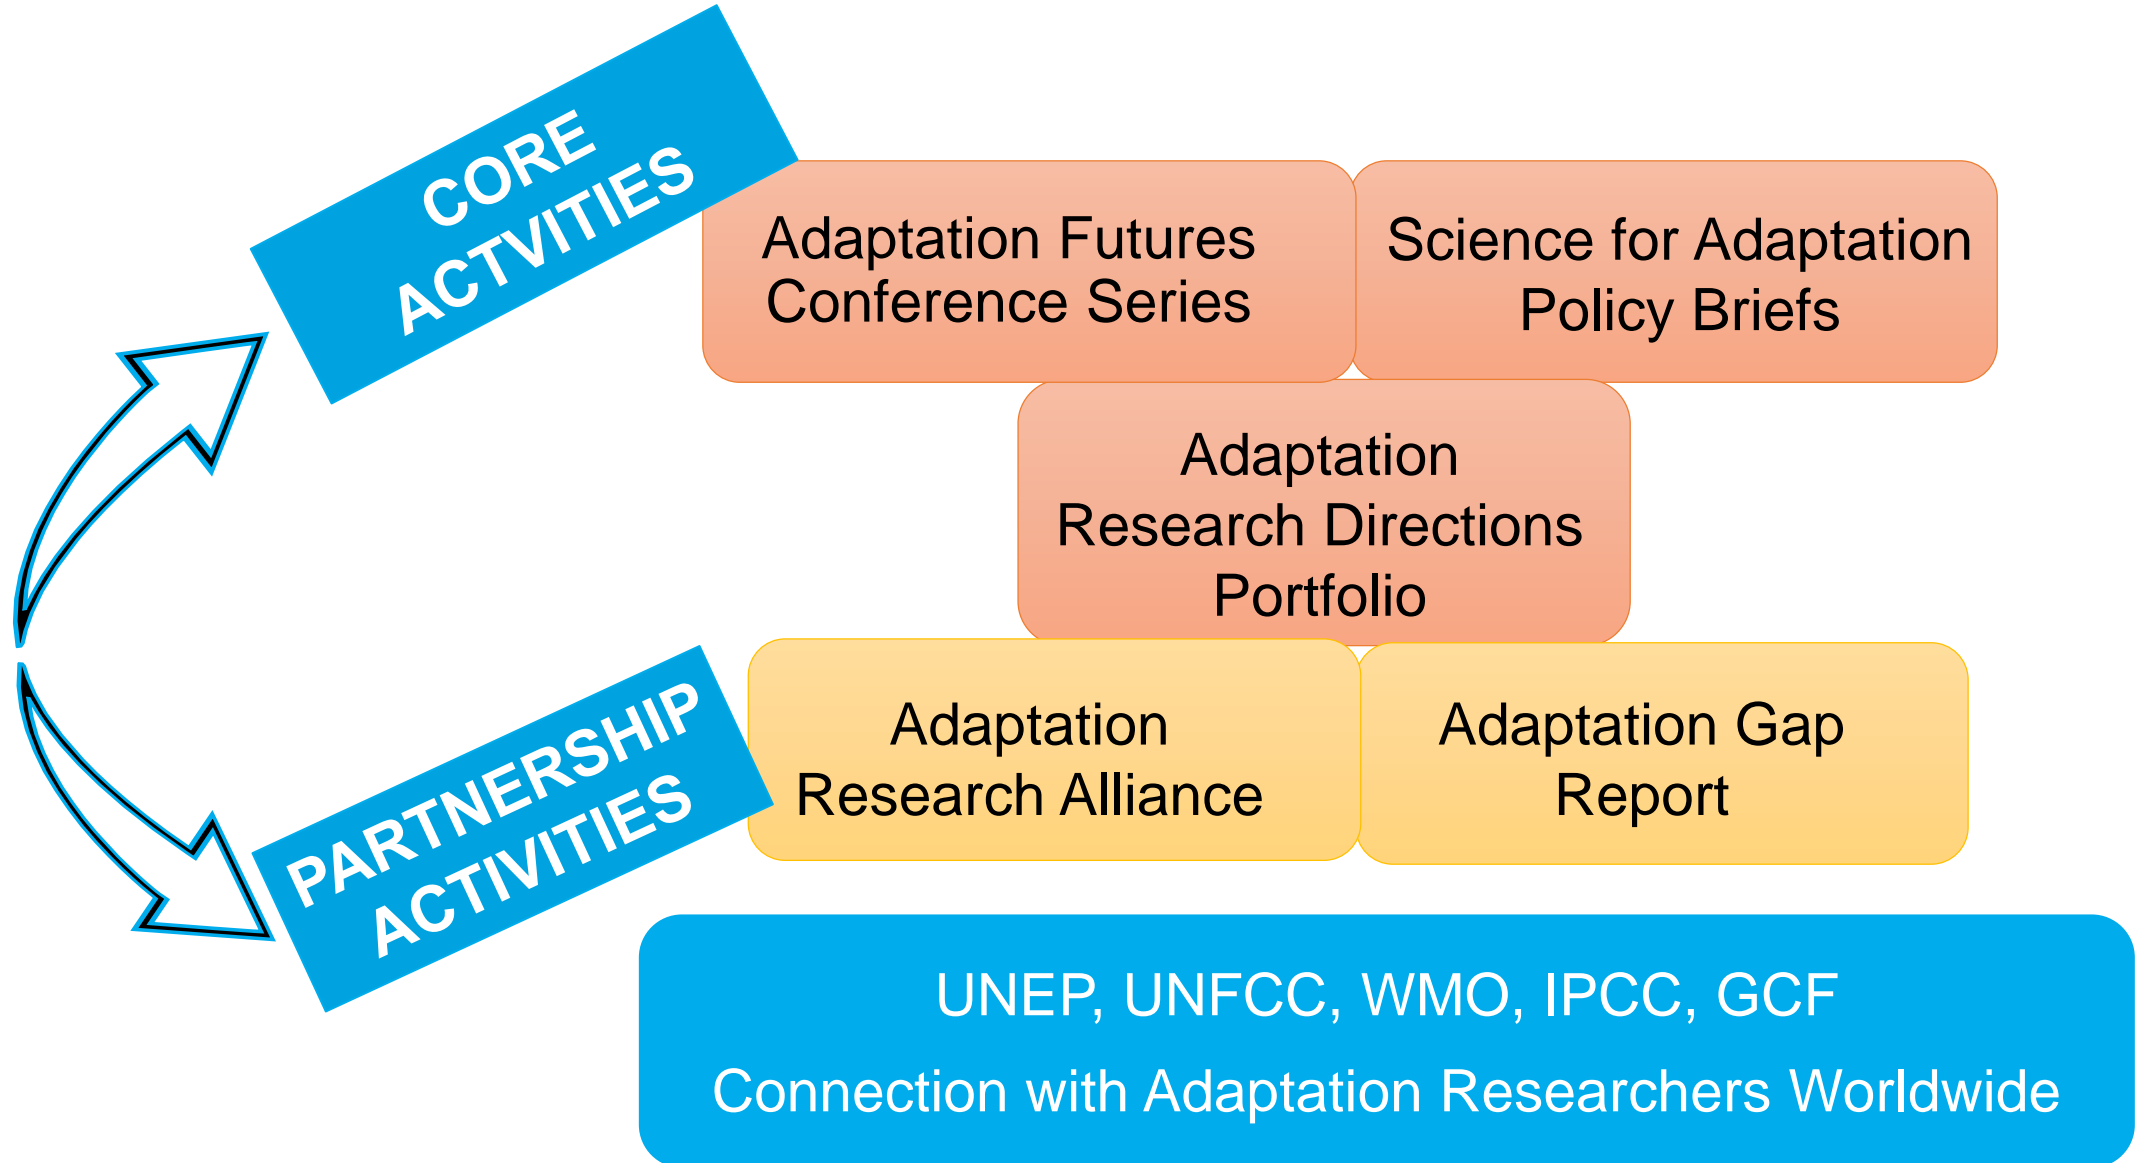 CORE
ACTVITIES
Adaptation Futures
Conference Series
Science for Adaptation
Policy Briefs
Adaptation
Research Directions
Portfolio
PARTNERSHIP
ACTIVITIES
Adaptation
Research Alliance
Adaptation Gap
Report
UNEP, UNFCC, WMO, IPCC, GCF
Connection with Adaptation Researchers Worldwide